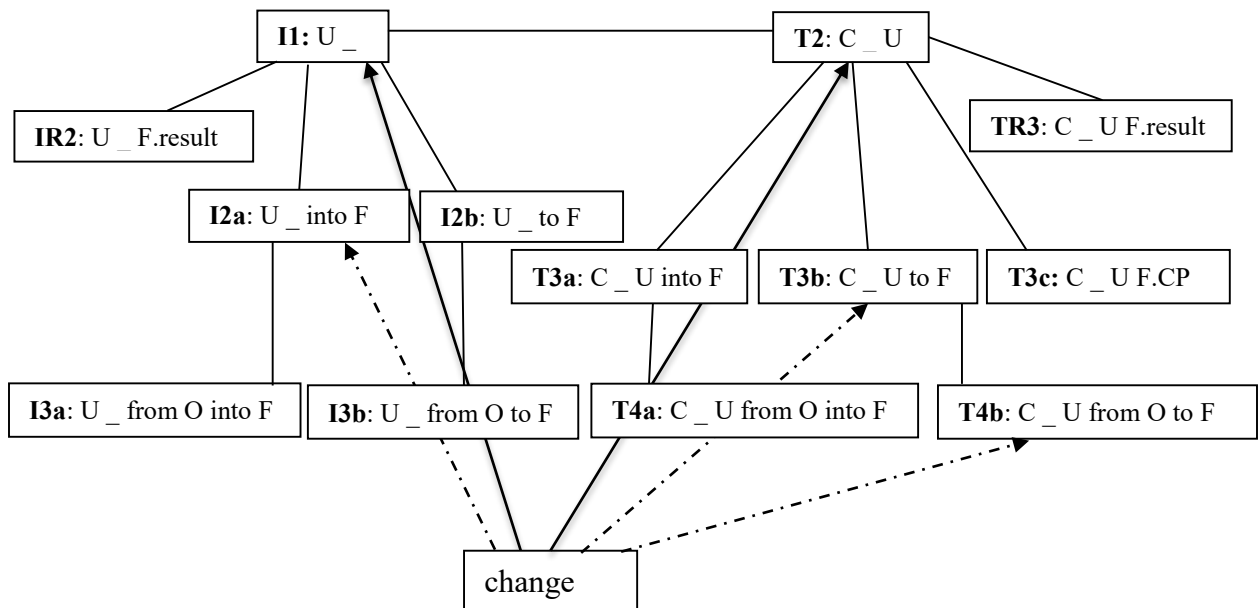 I1: U _
T2: C _ U
IR2: U _ F.result
TR3: C _ U F.result
I2a: U _ into F
I2b: U _ to F
T3a: C _ U into F
T3b: C _ U to F
T3c: C _ U F.CP
I3a: U _ from O into F
I3b: U _ from O to F
T4a: C _ U from O into F
T4b: C _ U from O to F
change